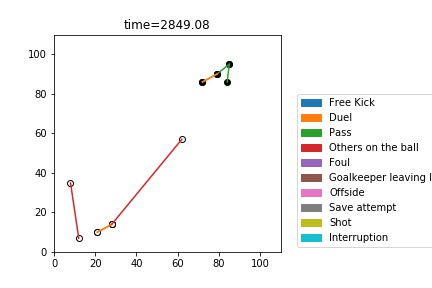 time=2849.08
100
80
60
40
20
0
0 20 40 60 80 100
Free Kick
Duel
Pass
Others on the ball
Foul
Goalkeeper leaving l
Offside
Save attempt
Shot
Interruption